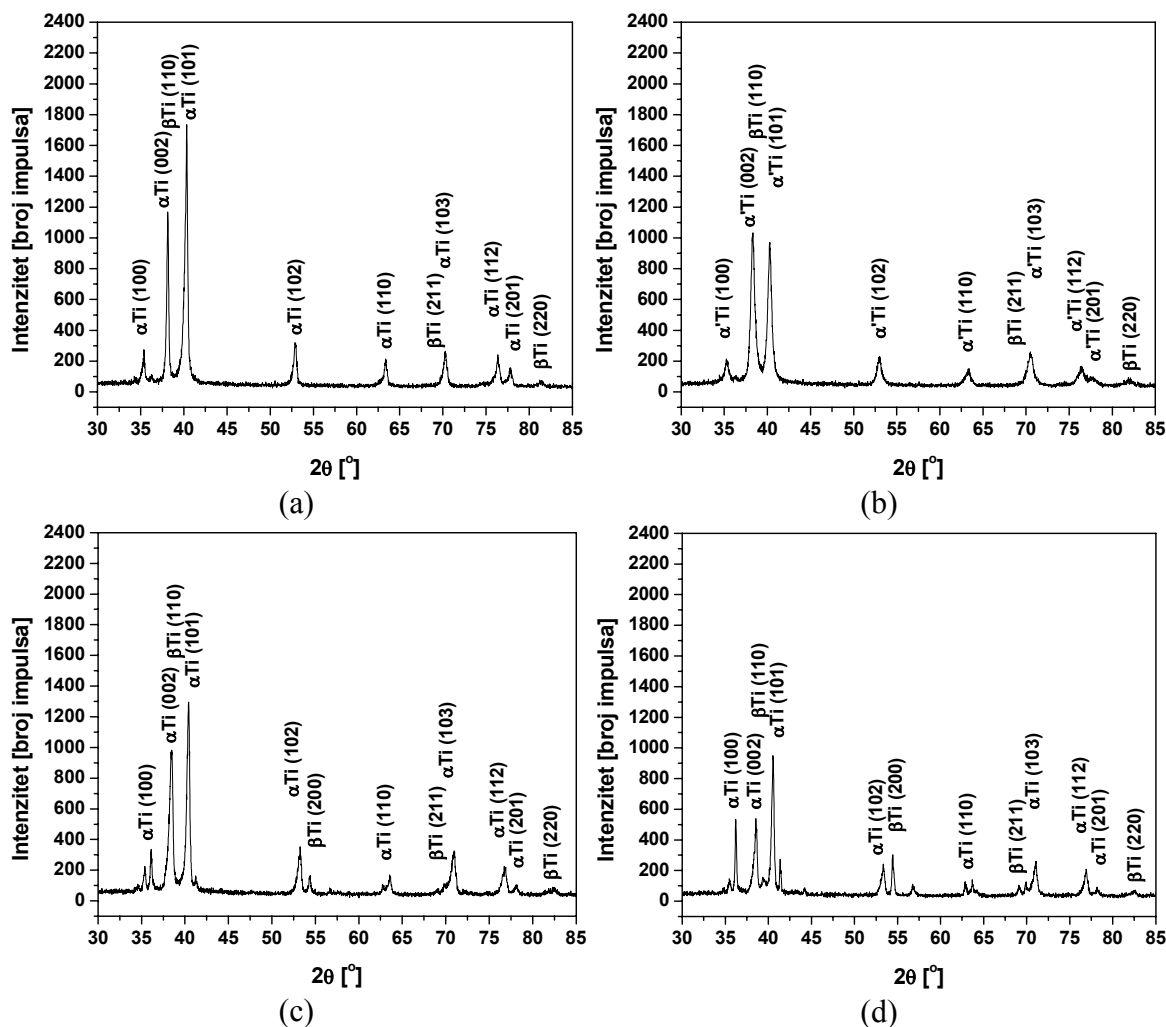 2400
2200
2000
1800
1600
1400
1200
1000
800
600
400
200
0
Intenzitet [broj impulsa]
αTi (100)
αTi (002)
βTi (110)
αTi (101)
αTi (102)
αTi (110)
βTi (211)
αTi (103)
αTi (112)
αTi (201)
βTi (220)
30 35 40 45 50 55 60 65 70 75 80 85
2θ [°]
(a)
2400
2200
2000
1800
1600
1400
1200
1000
800
600
400
200
0
Intenzitet [broj impulsa]
α'Ti (100)
α'Ti (002)
βTi (110)
α'Ti (101)
α'Ti (102)
α'Ti (110)
βTi (211)
α'Ti (103)
α'Ti (112)
α'Ti (201)
βTi (220)
30 35 40 45 50 55 60 65 70 75 80 85
2θ [°]
(b)
2400
2200
2000
1800
1600
1400
1200
1000
800
600
400
200
0
Intenzitet [broj impulsa]
αTi (100)
αTi (002)
βTi (110)
αTi (101)
αTi (102)
βTi (200)
αTi (110)
βTi (211)
αTi (103)
αTi (112)
αTi (201)
βTi (220)
30 35 40 45 50 55 60 65 70 75 80 85
2θ [°]
(c)
2400
2200
2000
1800
1600
1400
1200
1000
800
600
400
200
0
Intenzitet [broj impulsa]
αTi (100)
αTi (002)
βTi (110)
αTi (101)
αTi (102)
βTi (200)
αTi (110)
βTi (211)
αTi (103)
αTi (112)
αTi (201)
βTi (220)
30 35 40 45 50 55 60 65 70 75 80 85
2θ [°]
(d)